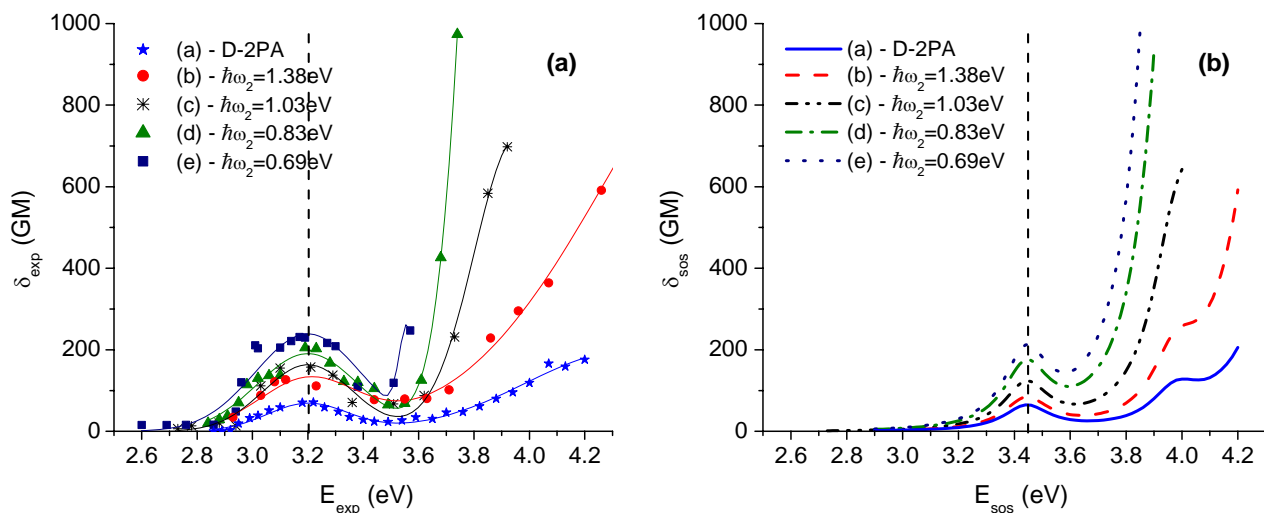 1000
800
600
400
200
0
δexp (GM)
(a) - D-2PA
(b) - ℏω2=1.38eV
(c) - ℏω2=1.03eV
(d) - ℏω2=0.83eV
(e) - ℏω2=0.69eV
(a)
2.6 2.8 3.0 3.2 3.4 3.6 3.8 4.0 4.2
Eexp (eV)
1000
800
600
400
200
0
δsos (GM)
(a) - D-2PA
(b) - ℏω2=1.38eV
(c) - ℏω2=1.03eV
(d) - ℏω2=0.83eV
(e) - ℏω2=0.69eV
(b)
2.6 2.8 3.0 3.2 3.4 3.6 3.8 4.0 4.2
Esos (eV)